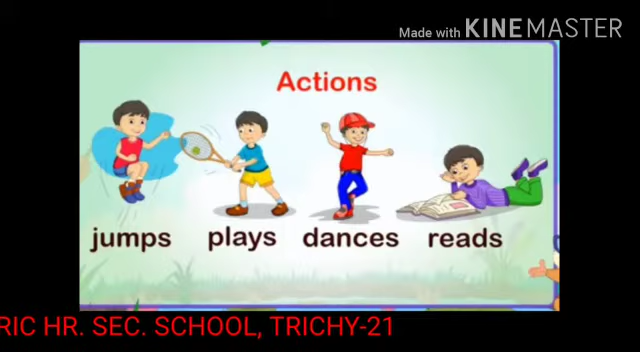 Made with KINEMASTER
Actions
jumps plays dances reads
RIC HR. SEC. SCHOOL, TRICHY-21